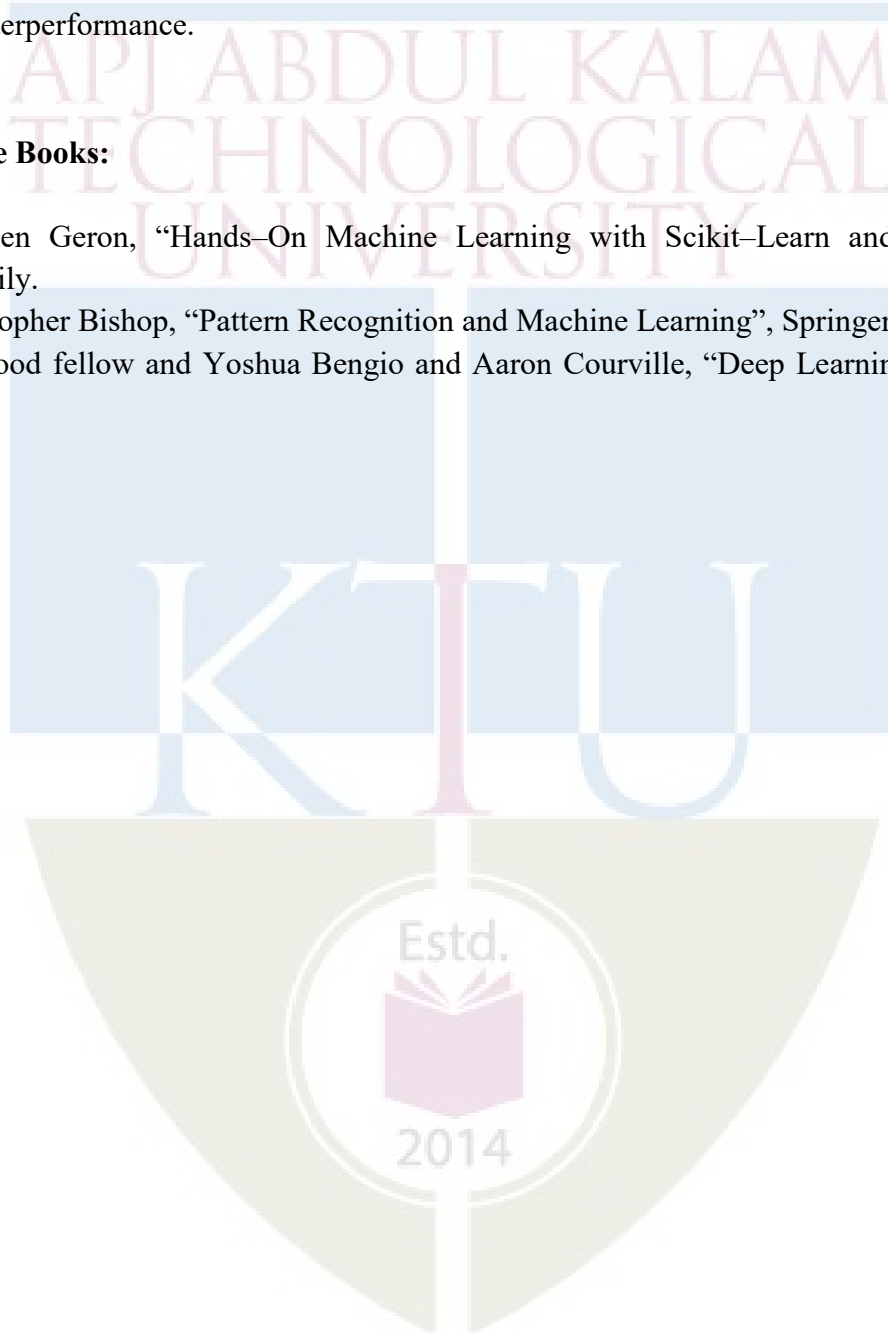 erperformance.
APJ ABDUL KALAM
TECHNOLOGICAL
e Books:
UNIVERSITY
en Geron, “Hands–On Machine Learning with Scikit–Learn and
ily.
opher Bishop, “Pattern Recognition and Machine Learning”, Springer
ood fellow and Yoshua Bengio and Aaron Courville, “Deep Learnin
KTU
Estd.
2014